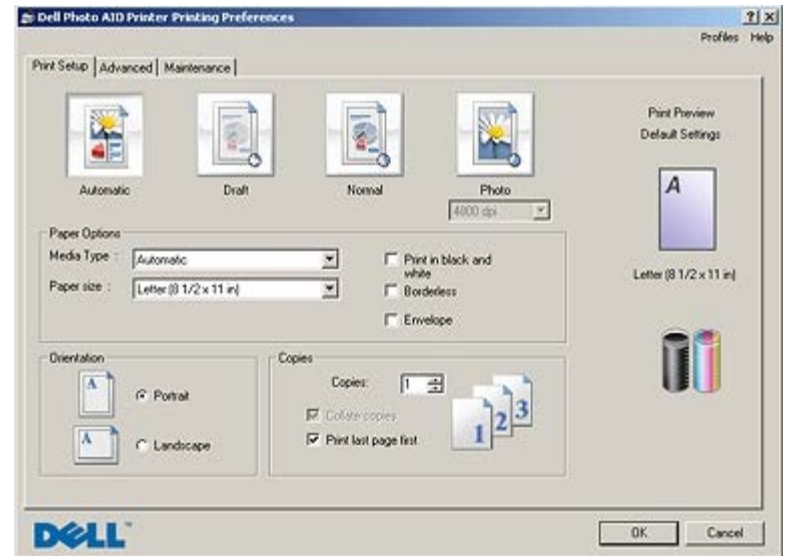 Dell Photo AIO Printer Printing Preferences
Profiles Help
Print Setup Advanced Maintenance
Print Preview
Default Settings
Automatic Draft Normal Photo
4800 dpi
A
Paper Options
Media Type : Automatic
Print in black and
white
Paper size : Letter (8 1/2 x 11 in)
Borderless
Letter (8 1/2 x 11 in)
Envelope
Orientation
Copies
A
Portrait
Copies: 1
Collate copies
1 2 3
A
Landscape
Print last page first
DELL™
OK Cancel